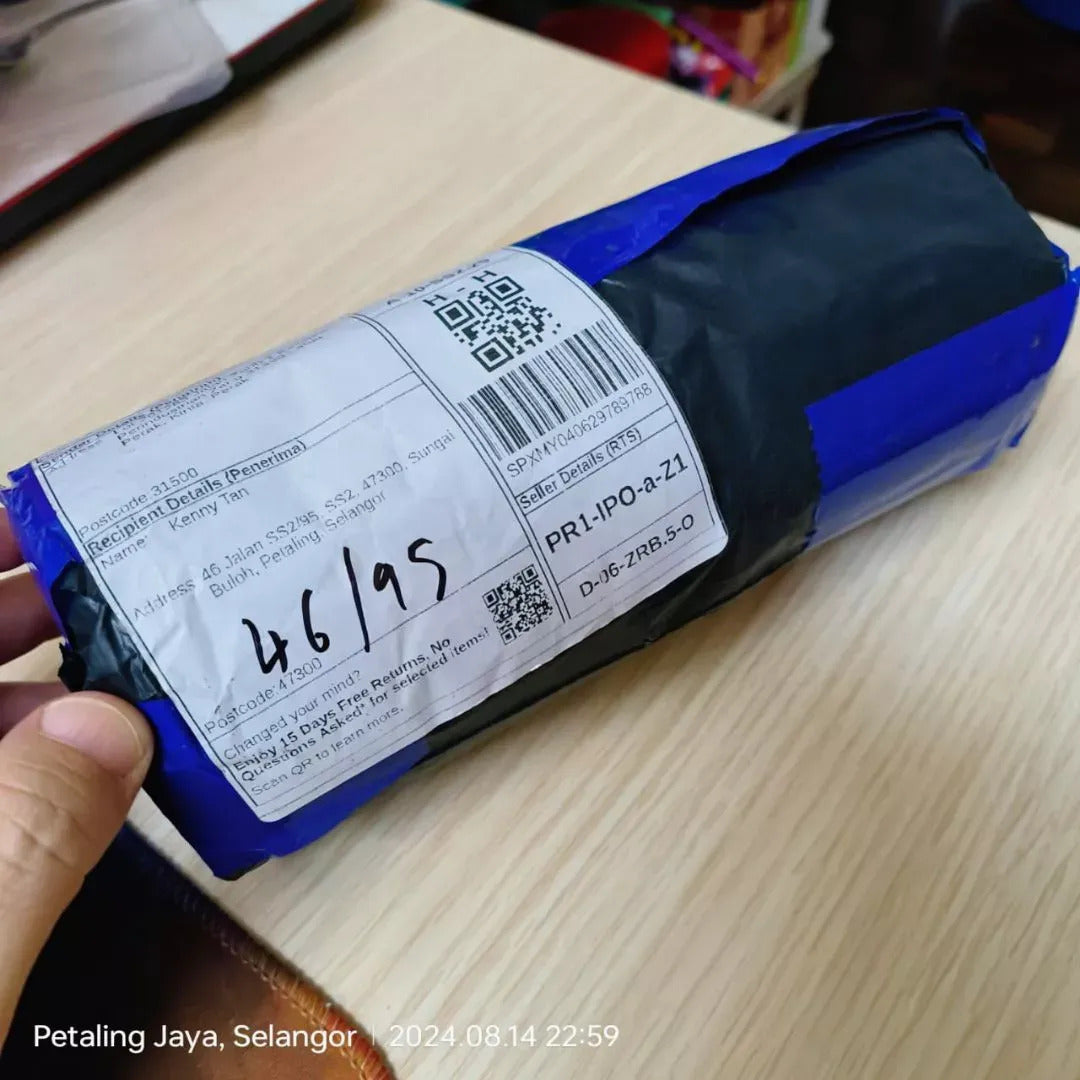 H - H
SPXMY040629789788
Seller Details (RTS)
PR1-IPO-a-Z1
D-06-ZRB.5-O
Perak, Kinta
Postcode:31500
Recipient Details (Penerima)
Name: Kenny Tan
Address: 46 Jalan SS2/95, SS2, 47300, Sungai
Buloh, Petaling, Selangor
46/95
Postcode:47300
Changed your mind?
Enjoy 15 Days Free Returns, No
Questions Asked* for selected items!
Scan QR to learn more.
Petaling Jaya, Selangor | 2024.08.14 22:59